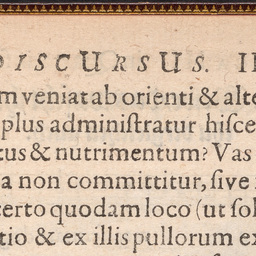 DISCURSUS. II
m veniat ab orienti & alte
plus adminiſtratur hiſce
tus & nutrimentum? Vas
a non committitur, ſive
certo quodam loco (ut ſol
tio & ex illis pullorum ex